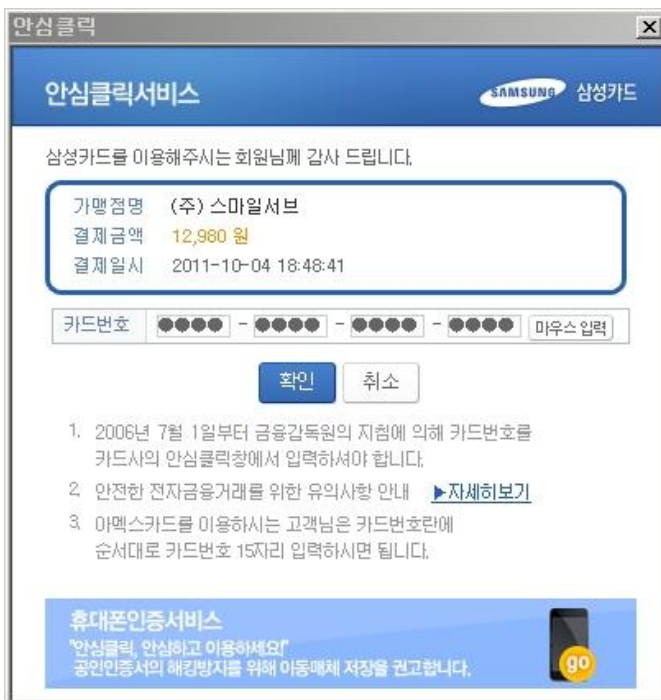 안심클릭
안심클릭서비스 SAMSUNG 삼성카드
삼성카드를 이용해주시는 회원님께 감사 드립니다.
가맹점명 (주) 스마일서브
결제금액 12,980 원
결제일시 2011-10-04 18:48:41
카드번호 ●●●● - ●●●● - ●●●● - ●●●● 마우스 입력
확인 취소
1. 2006년 7월 1일부터 금융감독원의 지침에 의해 카드번호를
카드사의 안심클릭창에서 입력하셔야 합니다.
2. 안전한 전자금융거래를 위한 유의사항 안내 ▶자세히보기
3. 아멕스카드를 이용하시는 고객님은 카드번호란에
순서대로 카드번호 15자리 입력하시면 됩니다.
휴대폰인증서비스
"안심클릭, 안심하고 이용하세요!"
공인인증서의 해킹방지를 위해 이동매체 저장을 권고합니다.
go